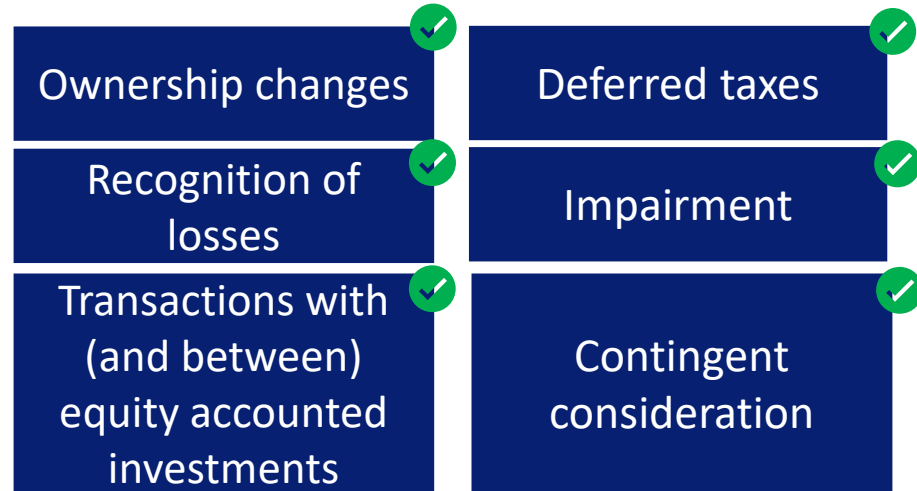 Ownership changes
Deferred taxes
Recognition of
losses
Impairment
Transactions with
(and between)
equity accounted
investments
Contingent
consideration